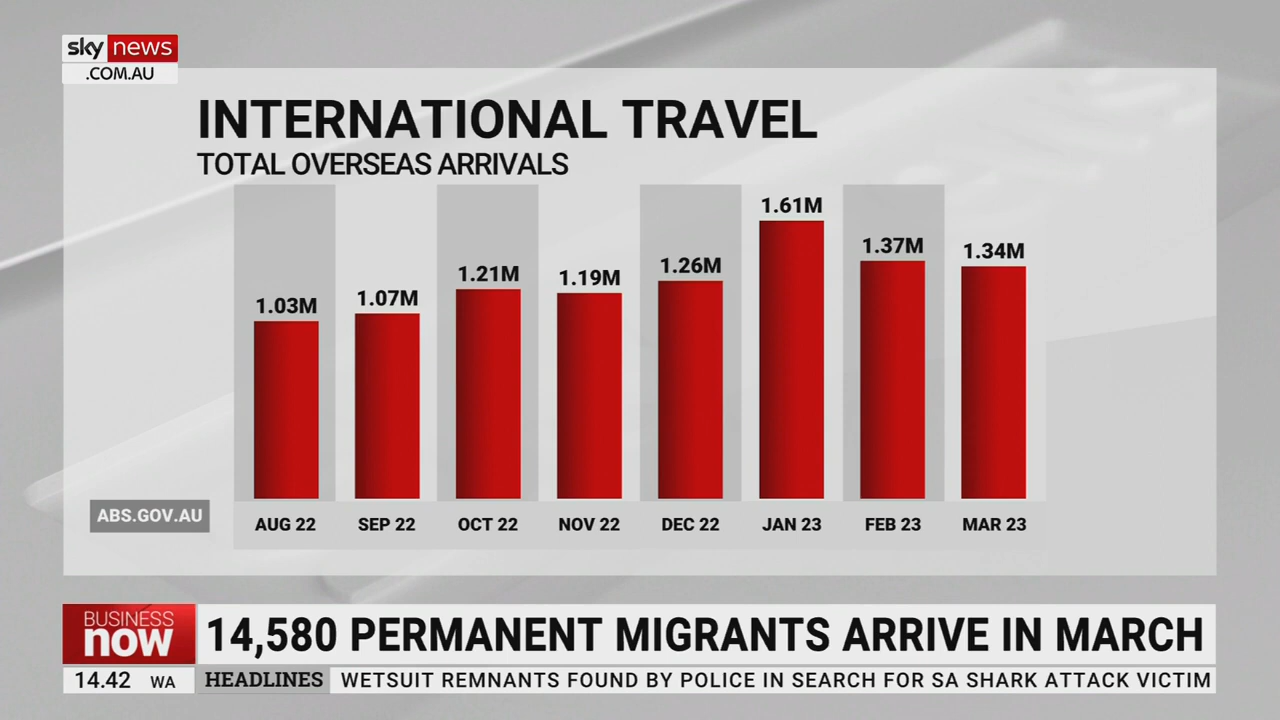 sky news
.COM.AU
INTERNATIONAL TRAVEL
TOTAL OVERSEAS ARRIVALS
1.03M 1.07M 1.21M 1.19M 1.26M 1.61M 1.37M 1.34M
AUG 22 SEP 22 OCT 22 NOV 22 DEC 22 JAN 23 FEB 23 MAR 23
ABS.GOV.AU
BUSINESS
now
14,580 PERMANENT MIGRANTS ARRIVE IN MARCH
14.42 WA HEADLINES WETSUIT REMNANTS FOUND BY POLICE IN SEARCH FOR SA SHARK ATTACK VICTIM